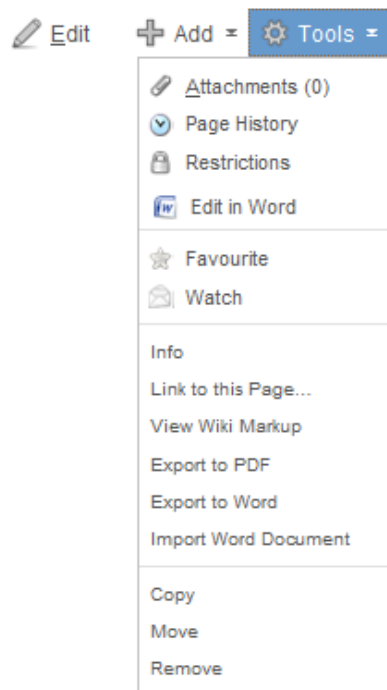 Edit Add Tools
Attachments (0)
Page History
Restrictions
Edit in Word
Favourite
Watch
Info
Link to this Page...
View Wiki Markup
Export to PDF
Export to Word
Import Word Document
Copy
Move
Remove